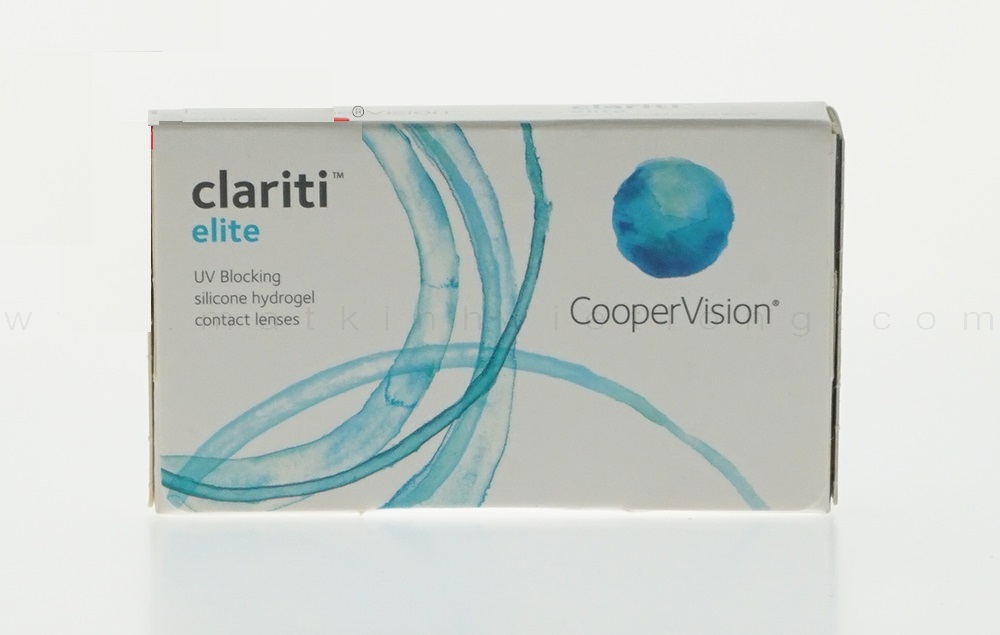 clariti™
elite
UV Blocking
silicone hydrogel
contact lenses
CooperVision®